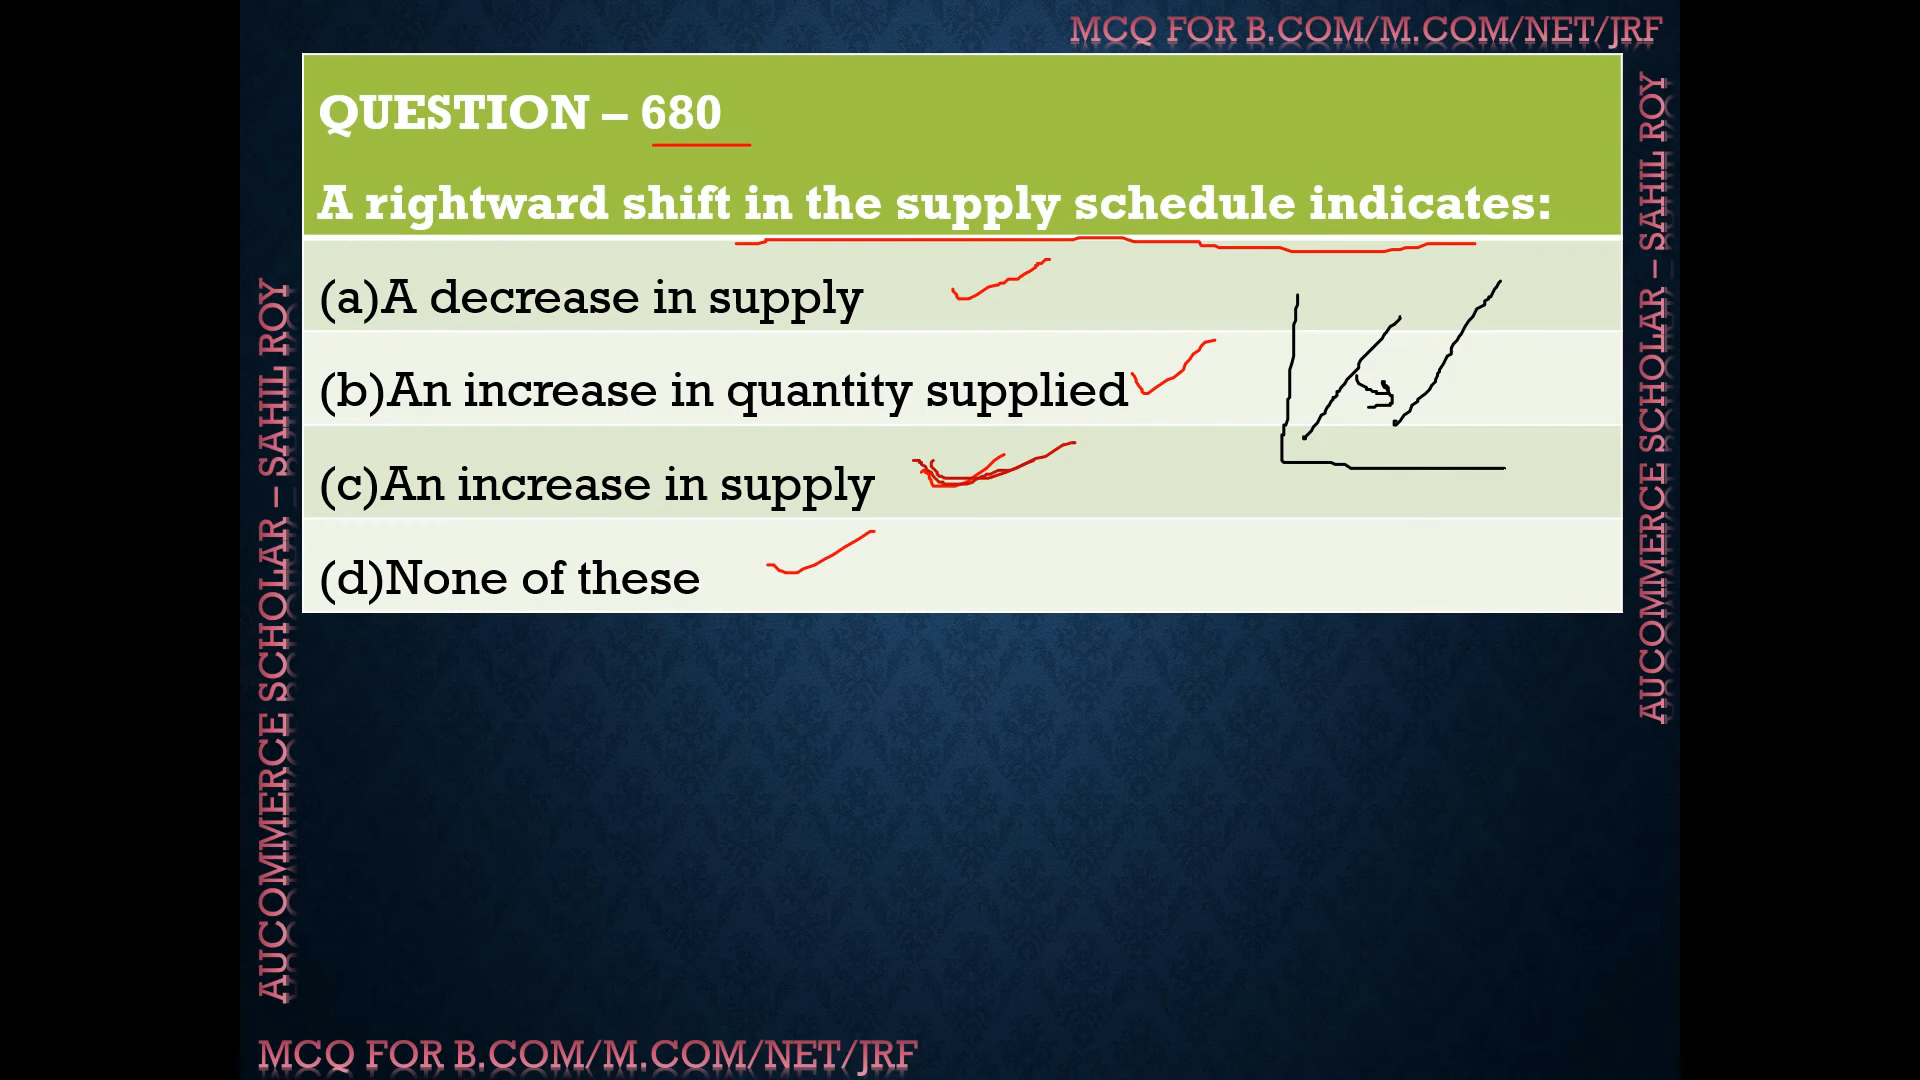 MCQ FOR B.COM/M.COM/NET/JRF
QUESTION – 680
A rightward shift in the supply schedule indicates:
(a)A decrease in supply
(b)An increase in quantity supplied
(c)An increase in supply
(d)None of these
AUCOMMERCE SCHOLAR – SAHIL ROY
AUCOMMERCE SCHOLAR – SAHIL ROY
MCQ FOR B.COM/M.COM/NET/JRF